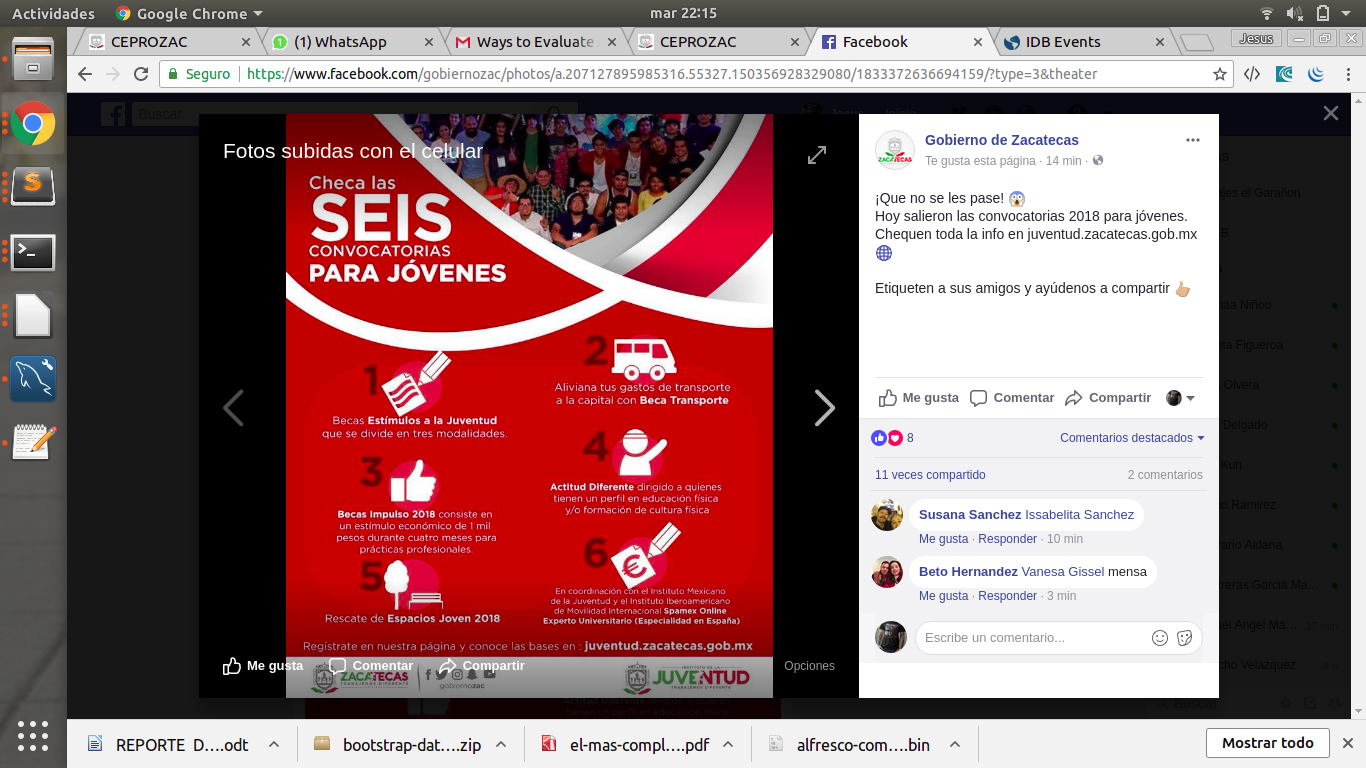 Actividades
Google Chrome
mar 22:15
CEPROZAC
(1) WhatsApp
Ways to Evaluate
CEPROZAC
Facebook
IDB Events
Jesus
Seguro
https://www.facebook.com/gobiernozac/photos/a.207127895985316.55327.150356928329080/1833372636694159/?type=3&theater
Buscar
Fotos subidas con el celular
Checa las
SEIS
CONVOCATORIAS
PARA JÓVENES
1
Becas Estímulos a la Juventud
que se divide en tres modalidades.
2
Aliviana tus gastos de transporte
a la capital con Beca Transporte
3
Becas Impulso 2018 consiste en
un estímulo económico de 1 mil
pesos durante cuatro meses para
prácticas profesionales.
4
Actitud Diferente dirigido a quienes
tienen un perfil en educación física
y/o formación de cultura física
5
Rescate de Espacios Joven 2018
6
En coordinación con el Instituto Mexicano
de la Juventud y el Instituto Iberoamericano
de Movilidad Internacional Spamex Online
Experto Universitario (Especialidad en España)
Regístrate en nuestra página y conoce las bases en : juventud.zacatecas.gob.mx
Me gusta
Comentar
Compartir
Opciones
ZACATECAS
TRABAJEMOS DIFERENTE
gobiernozac
INSTITUTO DE LA
JUVENTUD
TRABAJEMOS DIFERENTE
Gobierno de Zacatecas
Te gusta esta página · 14 min ·
¡Que no se les pase! 😱
Hoy salieron las convocatorias 2018 para jóvenes.
Chequen toda la info en juventud.zacatecas.gob.mx
🌐
Etiqueten a sus amigos y ayúdenos a compartir
Me gusta
Comentar
Compartir
8
Comentarios destacados
11 veces compartido
2 comentarios
Susana Sanchez Issabelita Sanchez
Me gusta · Responder · 10 min
Beto Hernandez Vanesa Gissel mensa
Me gusta · Responder · 3 min
Escribe un comentario...
Buscar
REPORTE D....odt
bootstrap-dat....zip
el-mas-compl....pdf
alfresco-com....bin
Mostrar todo